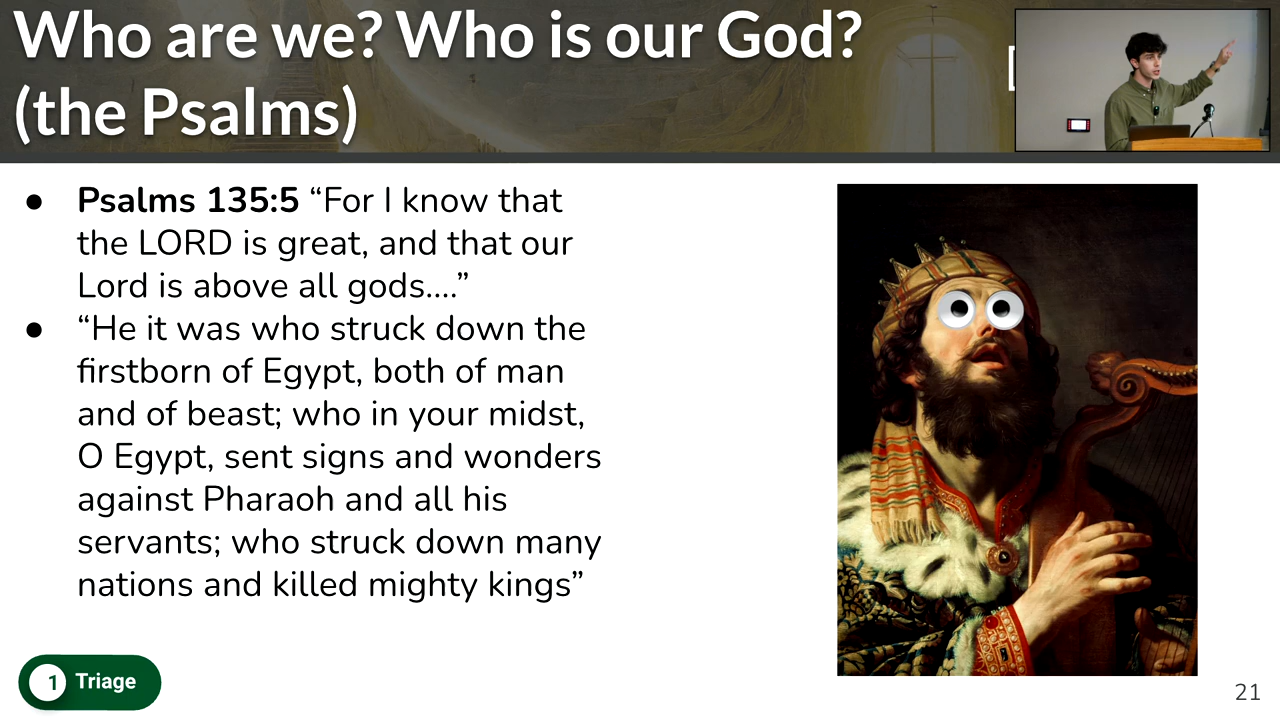 Who are we? Who is our God?
(the Psalms)
● Psalms 135:5 “For I know that
the LORD is great, and that our
Lord is above all gods....”
● “He it was who struck down the
firstborn of Egypt, both of man
and of beast; who in your midst,
O Egypt, sent signs and wonders
against Pharaoh and all his
servants; who struck down many
nations and killed mighty kings”
1 Triage
21